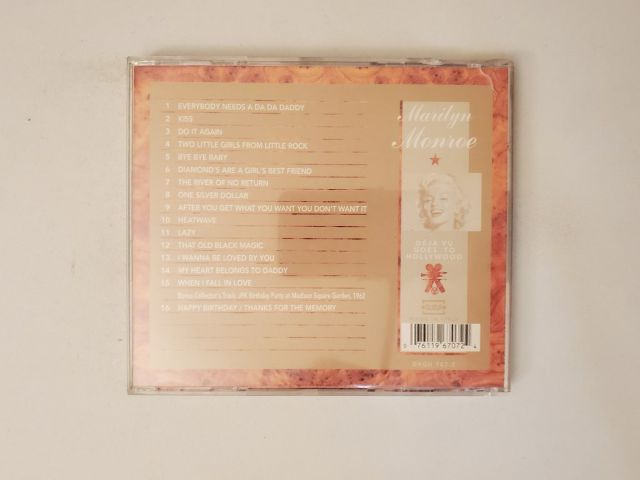 1 EVERYBODY NEEDS A DA DA DADDY
2 KISS
3 DO IT AGAIN
4 TWO LITTLE GIRLS FROM LITTLE ROCK
5 BYE BYE BABY
6 DIAMOND'S ARE A GIRL'S BEST FRIEND
7 THE RIVER OF NO RETURN
8 ONE SILVER DOLLAR
9 AFTER YOU GET WHAT YOU WANT YOU DON'T WANT IT
10 HEATWAVE
11 LAZY
12 THAT OLD BLACK MAGIC
13 I WANNA BE LOVED BY YOU
14 MY HEART BELONGS TO DADDY
15 WHEN I FALL IN LOVE
Bonus Collector's Track: JFK Birthday Party at Madison Square Garden, 1962
16 HAPPY BIRTHDAY / THANKS FOR THE MEMORY
Marilyn
Monroe
DÉJÀ VU
GOES TO
HOLLYWOOD
0 76119 67072 4